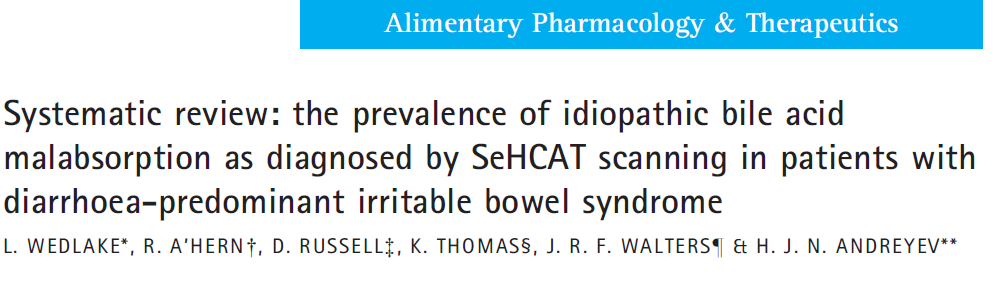 Alimentary Pharmacology & Therapeutics
Systematic review: the prevalence of idiopathic bile acid
malabsorption as diagnosed by SeHCAT scanning in patients with
diarrhoea-predominant irritable bowel syndrome
L. WEDLAKE*, R. A'HERN†, D. RUSSELL‡, K. THOMAS§, J. R. F. WALTERS¶ & H. J. N. ANDREYEV**